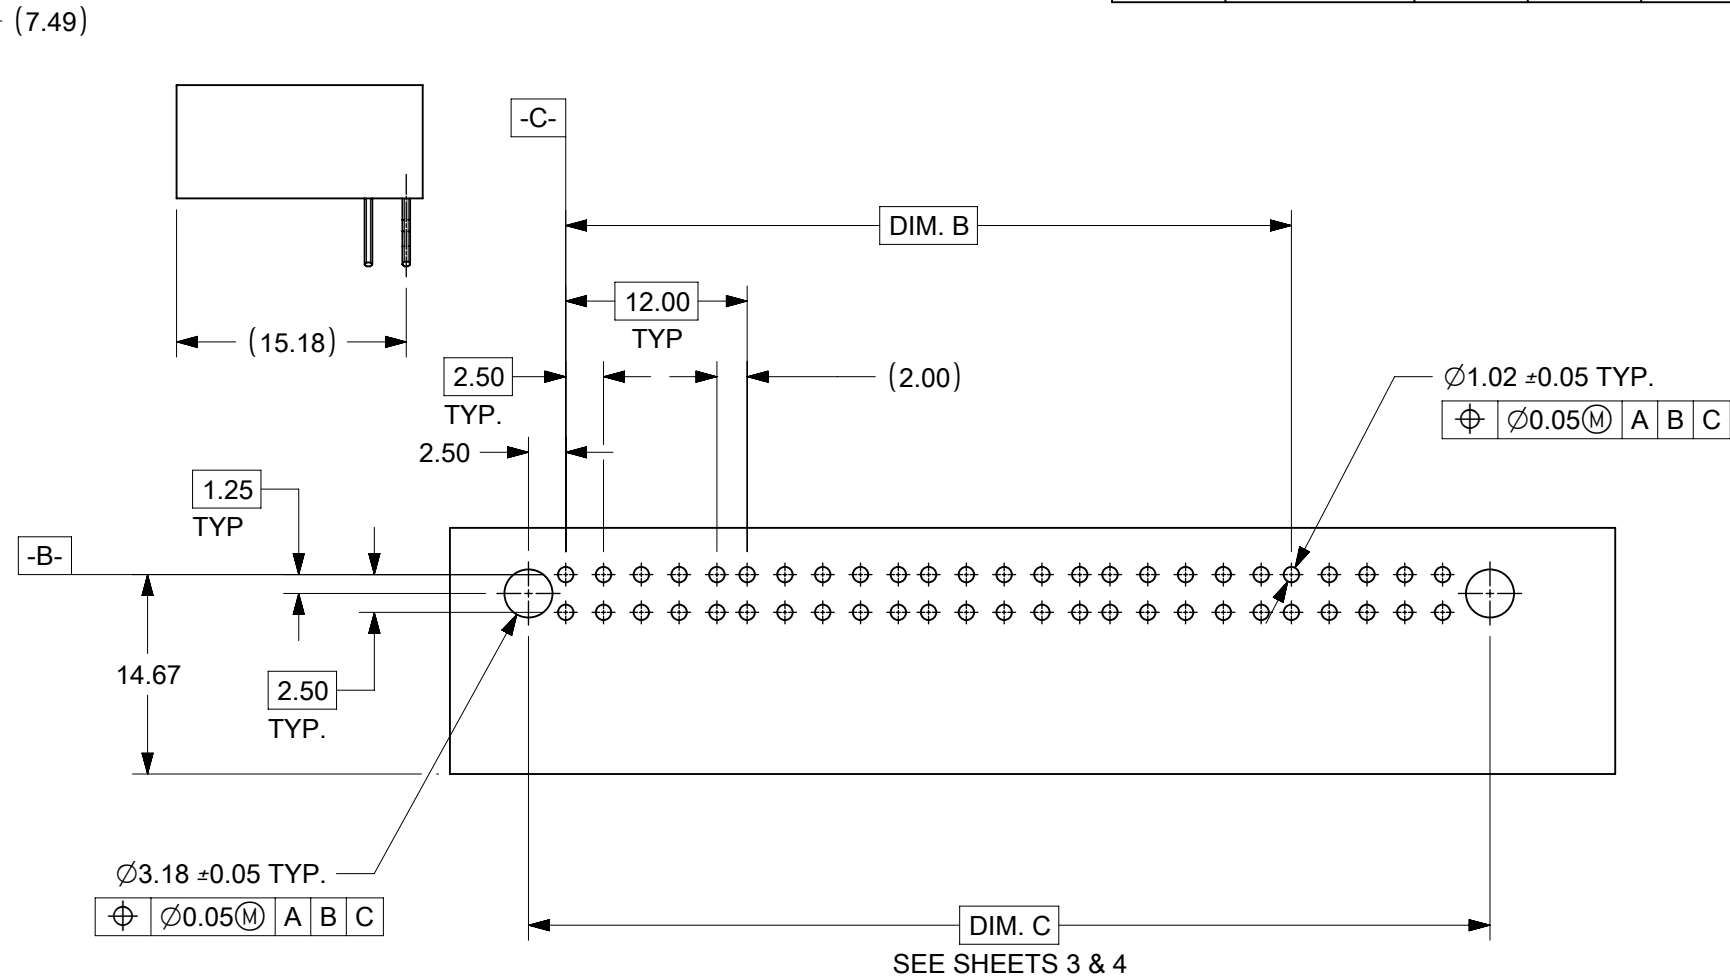 (7.49)
-C-
DIM. B
12.00
TYP
(15.18)
2.50
TYP.
(2.00)
⌀1.02 ±0.05 TYP.
⌖ ⌀0.05Ⓜ A B C
2.50
1.25
TYP
-B-
14.67
2.50
TYP.
⌀3.18 ±0.05 TYP.
⌖ ⌀0.05Ⓜ A B C
DIM. C
SEE SHEETS 3 & 4